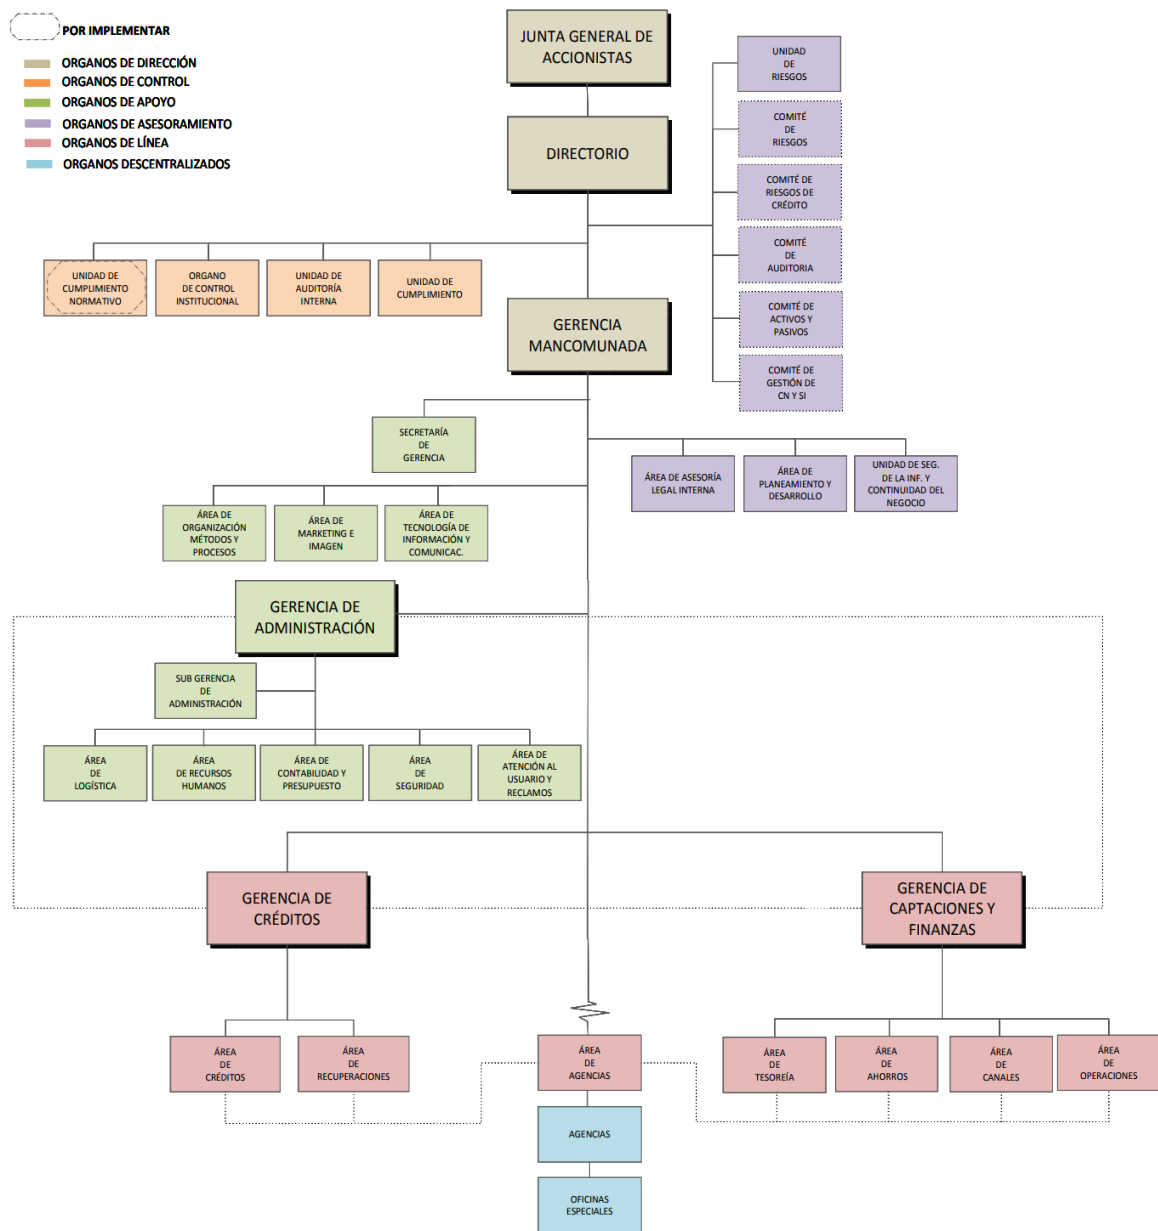 POR IMPLEMENTAR
ORGANOS DE DIRECCIÓN
ORGANOS DE CONTROL
ORGANOS DE APOYO
ORGANOS DE ASESORAMIENTO
ORGANOS DE LÍNEA
ORGANOS DESCENTRALIZADOS
JUNTA GENERAL DE
ACCIONISTAS
DIRECTORIO
UNIDAD
DE
RIESGOS
COMITÉ
DE
RIESGOS
COMITÉ DE
RIESGOS DE
CRÉDITO
COMITÉ
DE
AUDITORIA
COMITÉ DE
ACTIVOS Y
PASIVOS
COMITÉ DE
GESTIÓN DE
CN Y SI
UNIDAD DE
CUMPLIMIENTO
NORMATIVO
ORGANO
DE CONTROL
INSTITUCIONAL
UNIDAD DE
AUDITORÍA
INTERNA
UNIDAD DE
CUMPLIMIENTO
GERENCIA
MANCOMUNADA
SECRETARÍA
DE
GERENCIA
ÁREA DE ASESORÍA
LEGAL INTERNA
ÁREA DE
PLANEAMIENTO Y
DESARROLLO
UNIDAD DE SEG.
DE LA INF. Y
CONTINUIDAD DEL
NEGOCIO
ÁREA DE
ORGANIZACIÓN
MÉTODOS Y
PROCESOS
ÁREA DE
MARKETING E
IMAGEN
ÁREA DE
TECNOLOGÍA DE
INFORMACIÓN Y
COMUNICAC.
GERENCIA DE
ADMINISTRACIÓN
SUB GERENCIA
DE
ADMINISTRACIÓN
ÁREA
DE
LOGÍSTICA
ÁREA
DE RECURSOS
HUMANOS
ÁREA DE
CONTABILIDAD Y
PRESUPUESTO
ÁREA
DE
SEGURIDAD
ÁREA DE
ATENCIÓN AL
USUARIO Y
RECLAMOS
GERENCIA DE
CRÉDITOS
GERENCIA DE
CAPTACIONES Y
FINANZAS
ÁREA
DE
CRÉDITOS
ÁREA
DE
RECUPERACIONES
ÁREA
DE
AGENCIAS
ÁREA
DE
TESOREÍA
ÁREA
DE
AHORROS
ÁREA
DE
CANALES
ÁREA
DE
OPERACIONES
AGENCIAS
OFICINAS
ESPECIALES